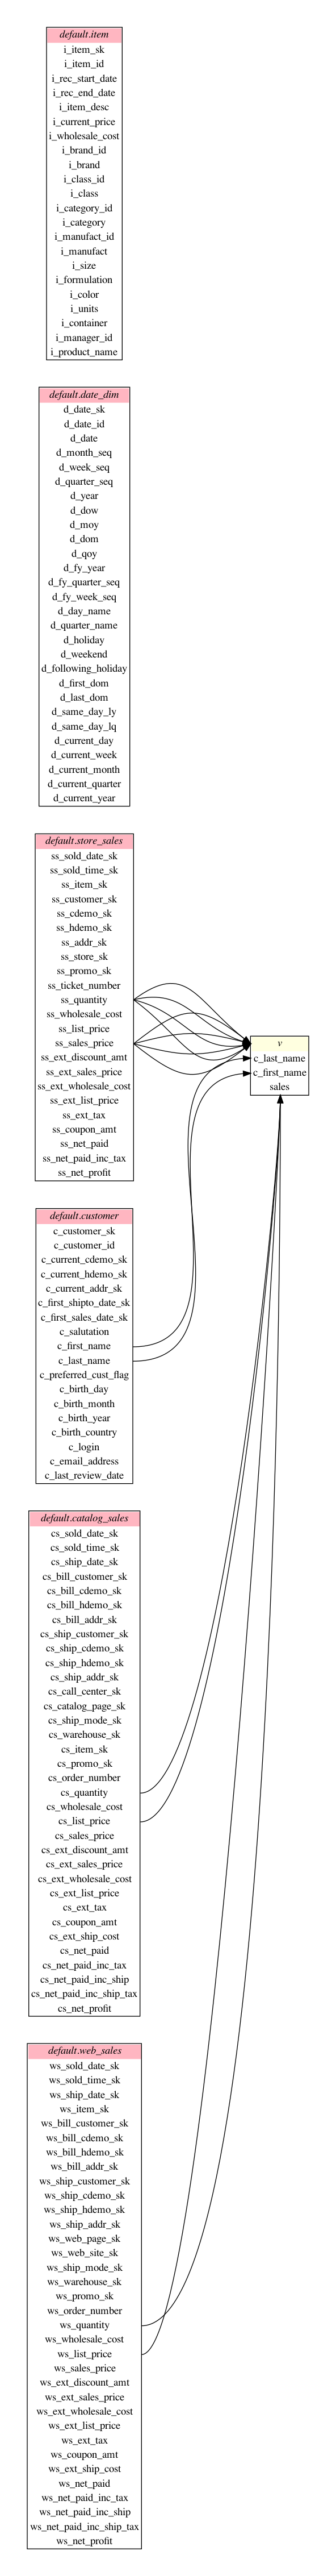 default.item
i_item_sk
i_item_id
i_rec_start_date
i_rec_end_date
i_item_desc
i_current_price
i_wholesale_cost
i_brand_id
i_brand
i_class_id
i_class
i_category_id
i_category
i_manufact_id
i_manufact
i_size
i_formulation
i_color
i_units
i_container
i_manager_id
i_product_name
default.date_dim
d_date_sk
d_date_id
d_date
d_month_seq
d_week_seq
d_quarter_seq
d_year
d_dow
d_moy
d_dom
d_qoy
d_fy_year
d_fy_quarter_seq
d_fy_week_seq
d_day_name
d_quarter_name
d_holiday
d_weekend
d_following_holiday
d_first_dom
d_last_dom
d_same_day_ly
d_same_day_lq
d_current_day
d_current_week
d_current_month
d_current_quarter
d_current_year
default.store_sales
ss_sold_date_sk
ss_sold_time_sk
ss_item_sk
ss_customer_sk
ss_cdemo_sk
ss_hdemo_sk
ss_addr_sk
ss_store_sk
ss_promo_sk
ss_ticket_number
ss_quantity
ss_wholesale_cost
ss_list_price
ss_sales_price
ss_ext_discount_amt
ss_ext_sales_price
ss_ext_wholesale_cost
ss_ext_list_price
ss_ext_tax
ss_coupon_amt
ss_net_paid
ss_net_paid_inc_tax
ss_net_profit
v
c_last_name
c_first_name
sales
default.customer
c_customer_sk
c_customer_id
c_current_cdemo_sk
c_current_hdemo_sk
c_current_addr_sk
c_first_shipto_date_sk
c_first_sales_date_sk
c_salutation
c_first_name
c_last_name
c_preferred_cust_flag
c_birth_day
c_birth_month
c_birth_year
c_birth_country
c_login
c_email_address
c_last_review_date
default.catalog_sales
cs_sold_date_sk
cs_sold_time_sk
cs_ship_date_sk
cs_bill_customer_sk
cs_bill_cdemo_sk
cs_bill_hdemo_sk
cs_bill_addr_sk
cs_ship_customer_sk
cs_ship_cdemo_sk
cs_ship_hdemo_sk
cs_ship_addr_sk
cs_call_center_sk
cs_catalog_page_sk
cs_ship_mode_sk
cs_warehouse_sk
cs_item_sk
cs_promo_sk
cs_order_number
cs_quantity
cs_wholesale_cost
cs_list_price
cs_sales_price
cs_ext_discount_amt
cs_ext_sales_price
cs_ext_wholesale_cost
cs_ext_list_price
cs_ext_tax
cs_coupon_amt
cs_ext_ship_cost
cs_net_paid
cs_net_paid_inc_tax
cs_net_paid_inc_ship
cs_net_paid_inc_ship_tax
cs_net_profit
default.web_sales
ws_sold_date_sk
ws_sold_time_sk
ws_ship_date_sk
ws_item_sk
ws_bill_customer_sk
ws_bill_cdemo_sk
ws_bill_hdemo_sk
ws_bill_addr_sk
ws_ship_customer_sk
ws_ship_cdemo_sk
ws_ship_hdemo_sk
ws_ship_addr_sk
ws_web_page_sk
ws_web_site_sk
ws_ship_mode_sk
ws_warehouse_sk
ws_promo_sk
ws_order_number
ws_quantity
ws_wholesale_cost
ws_list_price
ws_sales_price
ws_ext_discount_amt
ws_ext_sales_price
ws_ext_wholesale_cost
ws_ext_list_price
ws_ext_tax
ws_coupon_amt
ws_ext_ship_cost
ws_net_paid
ws_net_paid_inc_tax
ws_net_paid_inc_ship
ws_net_paid_inc_ship_tax
ws_net_profit